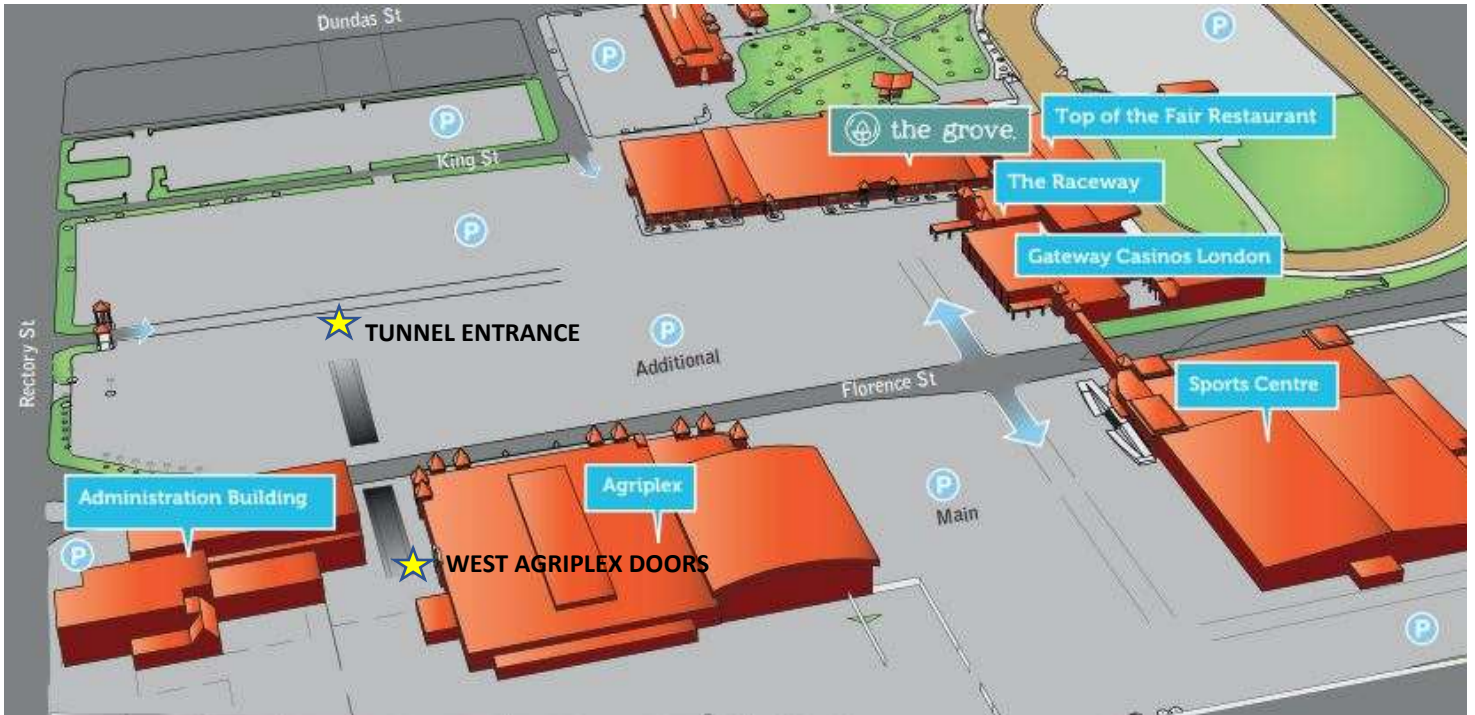 Dundas St
P
P
P
the grove.
Top of the Fair Restaurant
King St
The Raceway
P
Gateway Casinos London
TUNNEL ENTRANCE
P
Additional
Rectory St
Florence St
Sports Centre
Administration Building
Agriplex
P
Main
P
WEST AGRIPLEX DOORS
P